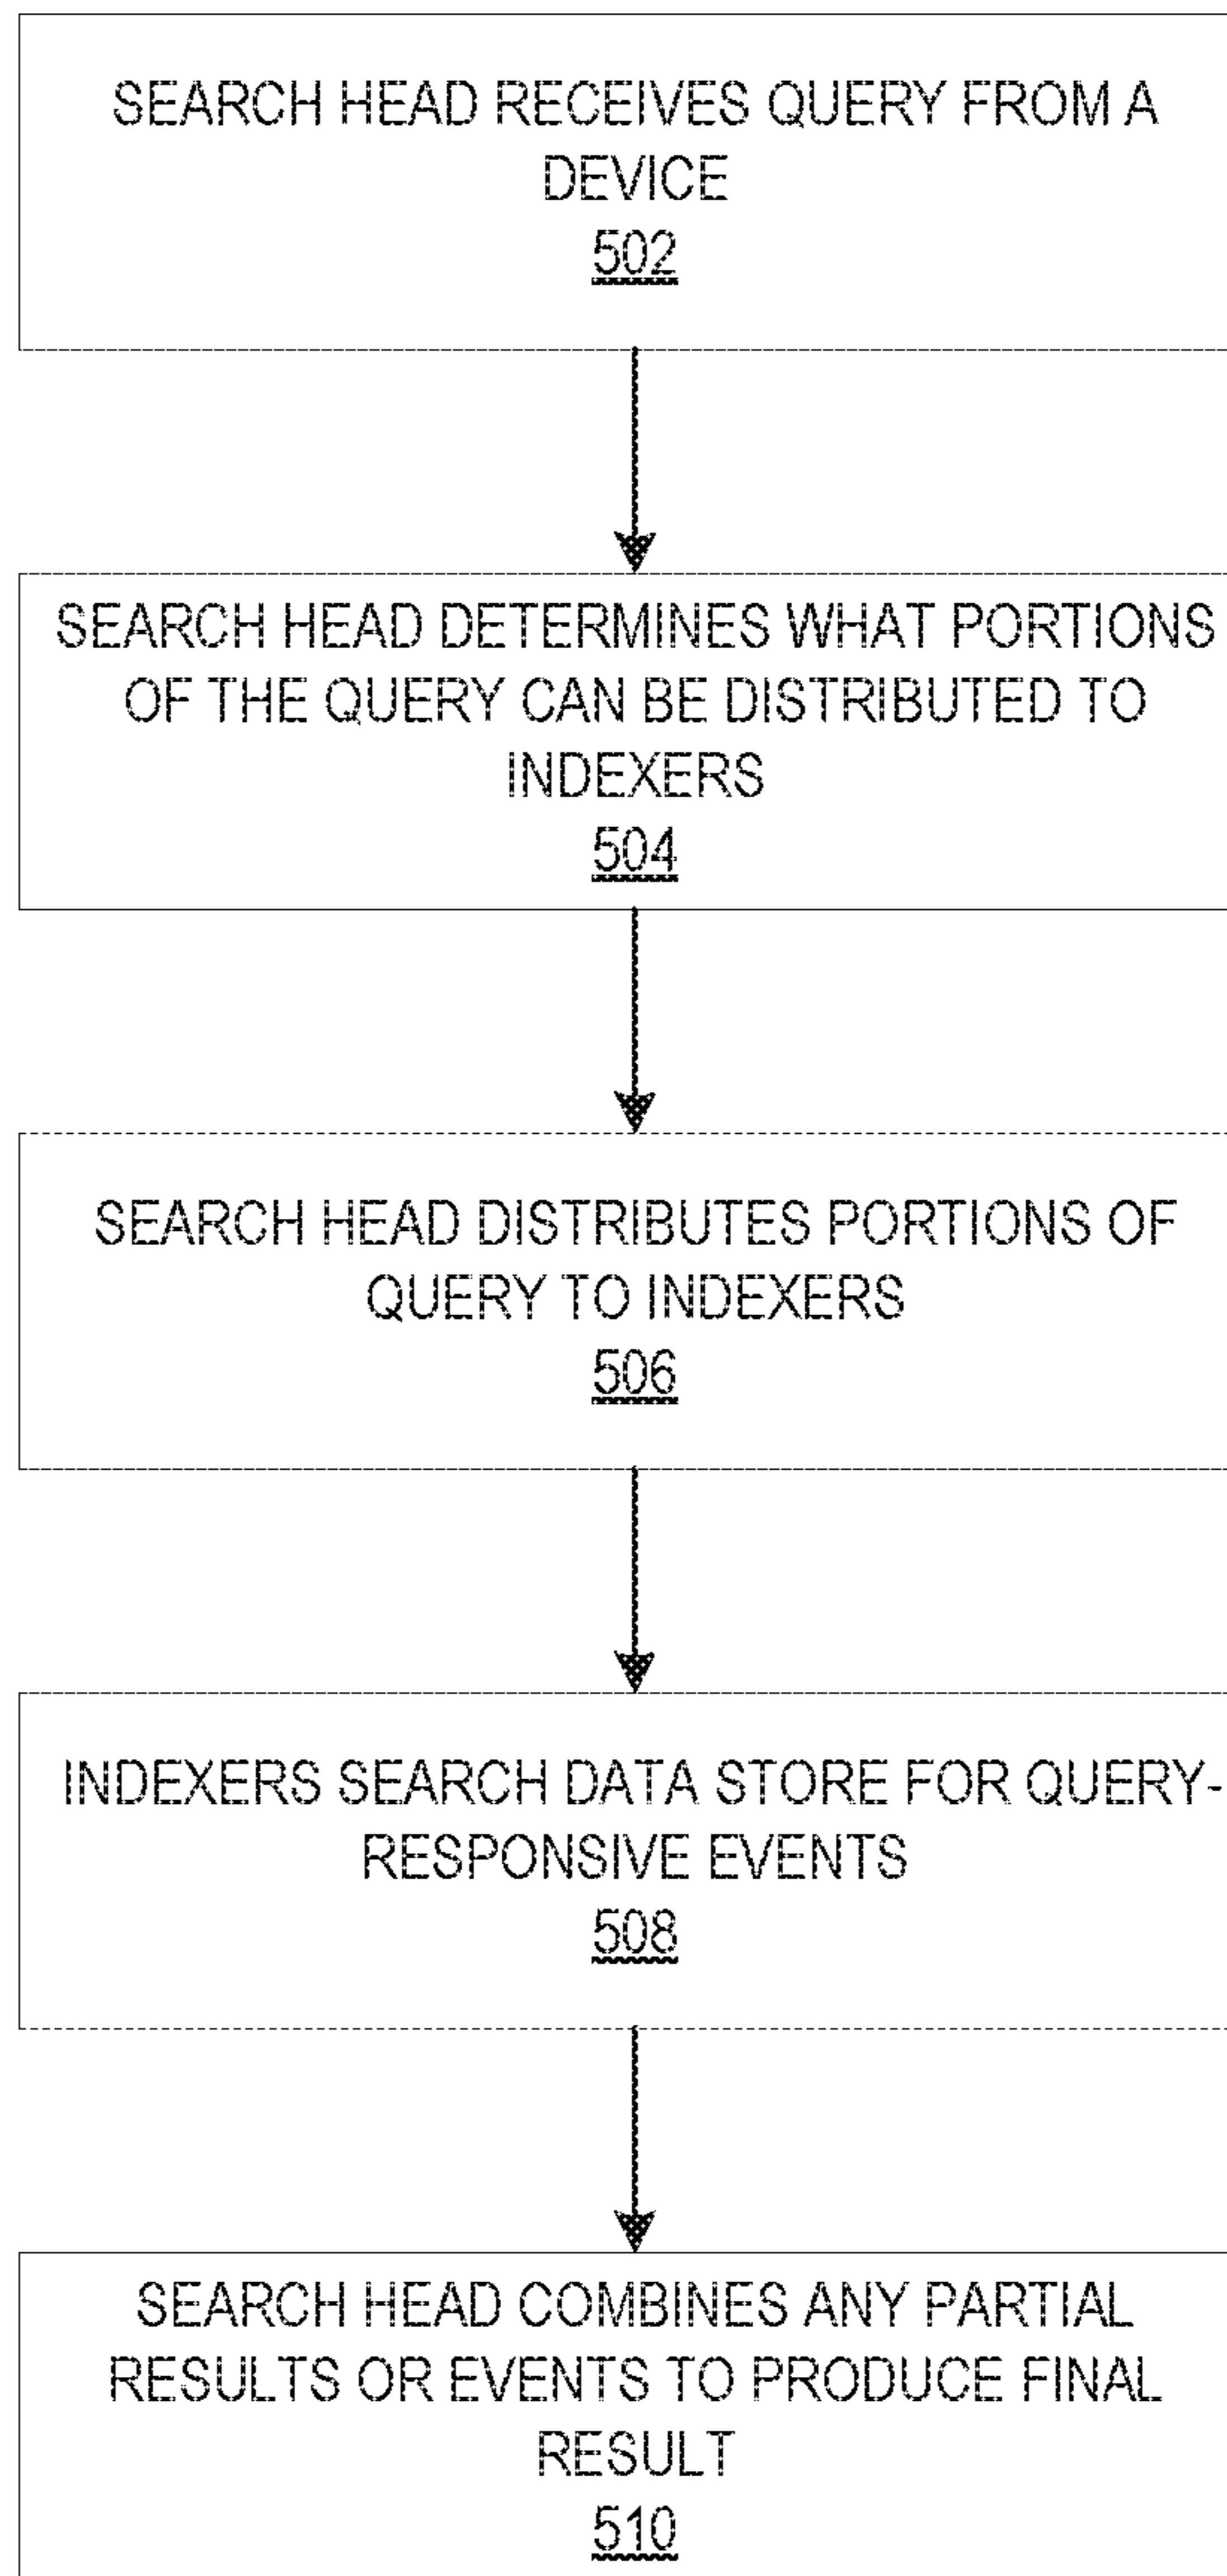 SEARCH HEAD RECEIVES QUERY FROM A
DEVICE
502
SEARCH HEAD DETERMINES WHAT PORTIONS
OF THE QUERY CAN BE DISTRIBUTED TO
INDEXERS
504
SEARCH HEAD DISTRIBUTES PORTIONS OF
QUERY TO INDEXERS
506
INDEXERS SEARCH DATA STORE FOR QUERY-
RESPONSIVE EVENTS
508
SEARCH HEAD COMBINES ANY PARTIAL
RESULTS OR EVENTS TO PRODUCE FINAL
RESULT
510